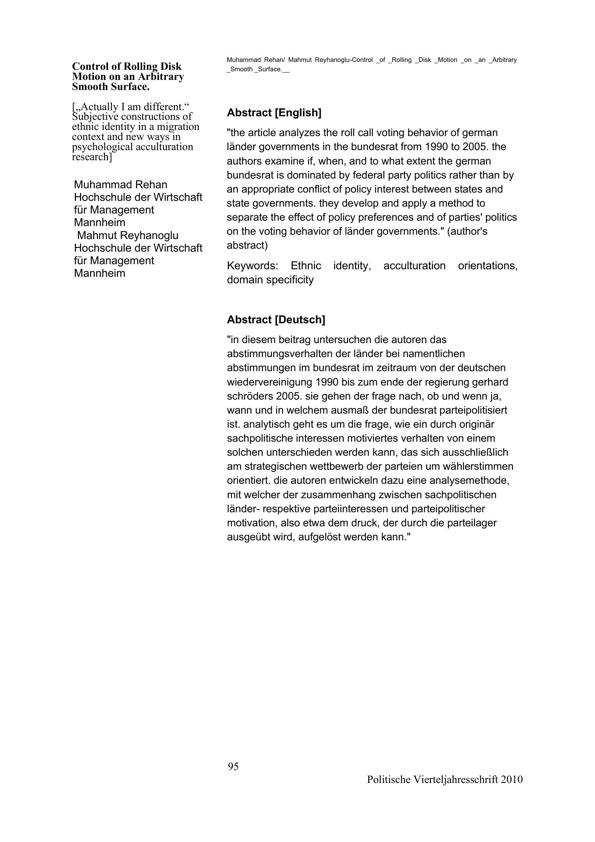 Control of Rolling Disk
Motion on an Arbitrary
Smooth Surface.
[„Actually I am different.“
Subjective constructions of
ethnic identity in a migration
context and new ways in
psychological acculturation
research]
Muhammad Rehan
Hochschule der Wirtschaft
für Management
Mannheim
Mahmut Reyhanoglu
Hochschule der Wirtschaft
für Management
Mannheim
Muhammad Rehan/ Mahmut Reyhanoglu-Control _of _Rolling _Disk _Motion _on _an _Arbitrary
_Smooth _Surface.__
Abstract [English]
"the article analyzes the roll call voting behavior of german
länder governments in the bundesrat from 1990 to 2005. the
authors examine if, when, and to what extent the german
bundesrat is dominated by federal party politics rather than by
an appropriate conflict of policy interest between states and
state governments. they develop and apply a method to
separate the effect of policy preferences and of parties' politics
on the voting behavior of länder governments." (author's
abstract)
Keywords: Ethnic identity, acculturation orientations,
domain specificity
Abstract [Deutsch]
"in diesem beitrag untersuchen die autoren das
abstimmungsverhalten der länder bei namentlichen
abstimmungen im bundesrat im zeitraum von der deutschen
wiedervereinigung 1990 bis zum ende der regierung gerhard
schröders 2005. sie gehen der frage nach, ob und wenn ja,
wann und in welchem ausmaß der bundesrat parteipolitisiert
ist. analytisch geht es um die frage, wie ein durch originär
sachpolitische interessen motiviertes verhalten von einem
solchen unterschieden werden kann, das sich ausschließlich
am strategischen wettbewerb der parteien um wählerstimmen
orientiert. die autoren entwickeln dazu eine analysemethode,
mit welcher der zusammenhang zwischen sachpolitischen
länder- respektive parteiinteressen und parteipolitischer
motivation, also etwa dem druck, der durch die parteilager
ausgeübt wird, aufgelöst werden kann."
95
Politische Vierteljahresschrift 2010